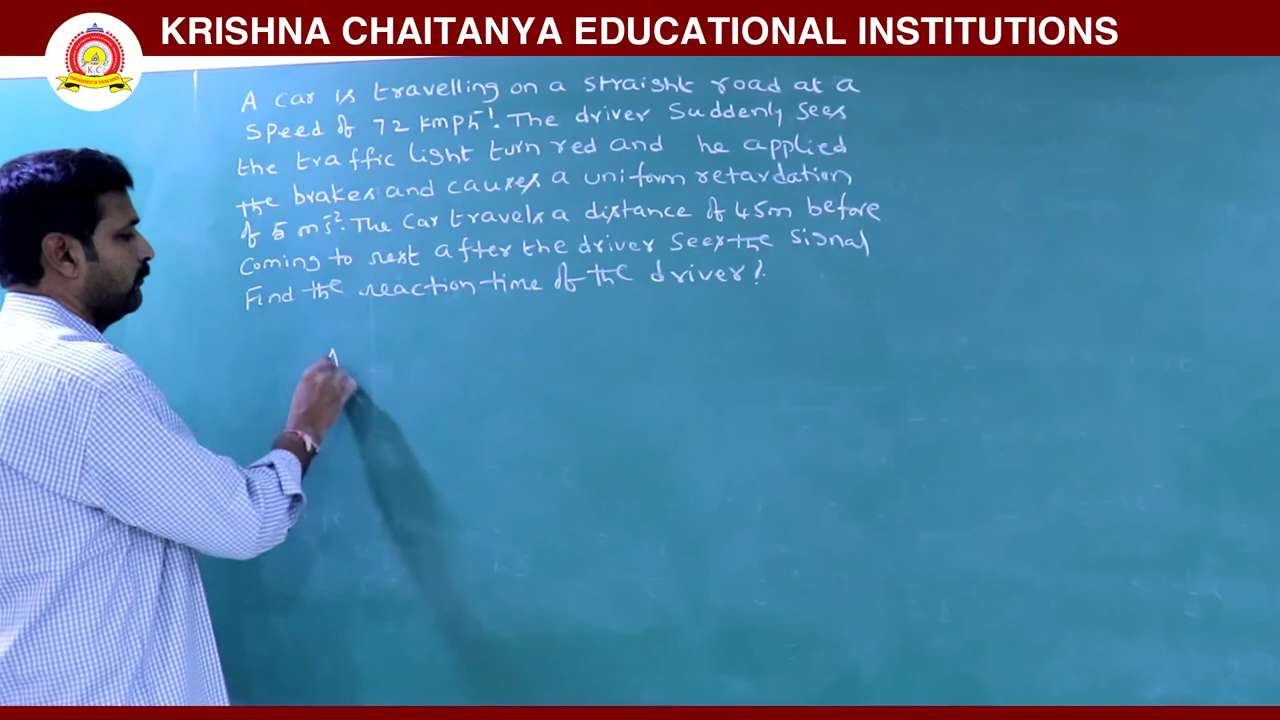 KRISHNA CHAITANYA EDUCATIONAL INSTITUTIONS
K C
A car is travelling on a straight road at a
speed of 72 kmph⁻¹. The driver suddenly sees
the traffic light turn red and he applied
the brakes and causes a uniform retardation
of 5 ms⁻². The car travels a distance of 45m before
coming to rest after the driver sees the signal
Find the reaction time of the driver?